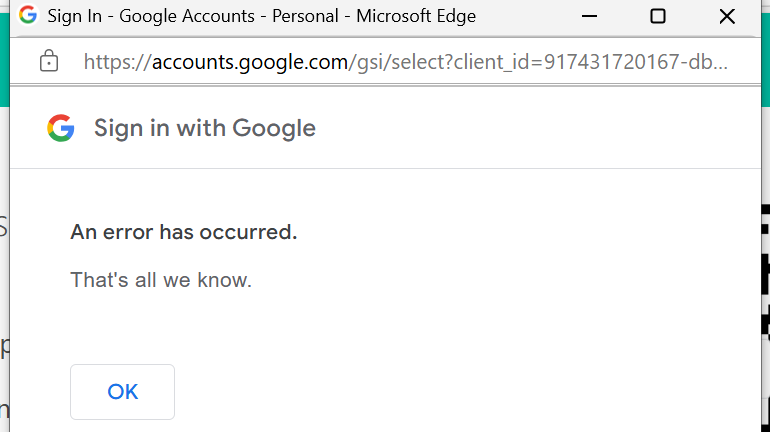 Sign In - Google Accounts - Personal - Microsoft Edge
https://accounts.google.com/gsi/select?client_id=917431720167-db...
Sign in with Google
An error has occurred.
That's all we know.
OK